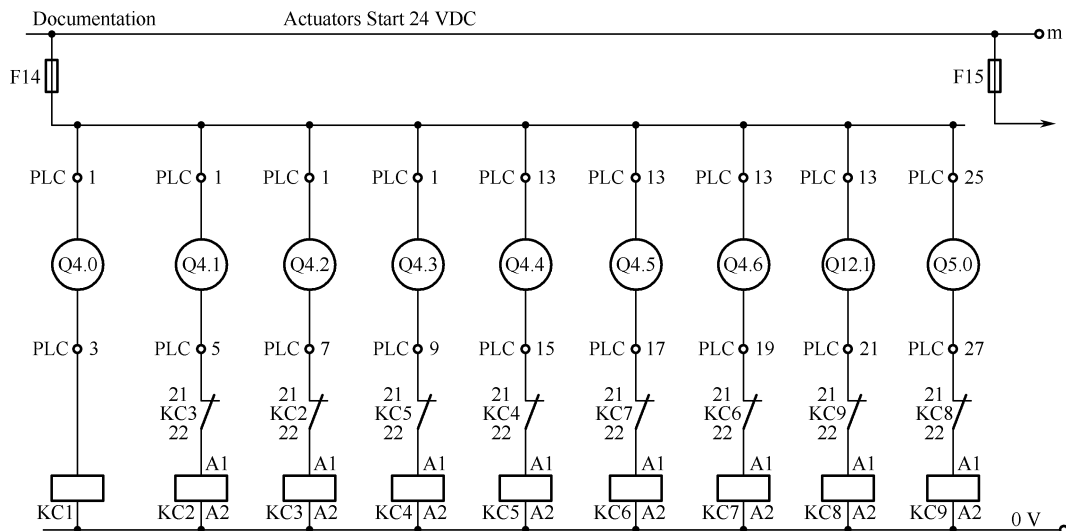 Documentation Actuators Start 24 VDC
m
F14 F15
PLC 1 PLC 1 PLC 1 PLC 1 PLC 13 PLC 13 PLC 13 PLC 13 PLC 25
Q4.0 Q4.1 Q4.2 Q4.3 Q4.4 Q4.5 Q4.6 Q12.1 Q5.0
PLC 3 PLC 5 PLC 7 PLC 9 PLC 15 PLC 17 PLC 19 PLC 21 PLC 27
21 21 21 21 21 21 21 21
KC3 KC2 KC5 KC4 KC7 KC6 KC9 KC8
22 22 22 22 22 22 22 22
A1 A1 A1 A1 A1 A1 A1 A1
KC1 KC2 A2 KC3 A2 KC4 A2 KC5 A2 KC6 A2 KC7 A2 KC8 A2 KC9 A2 0 V